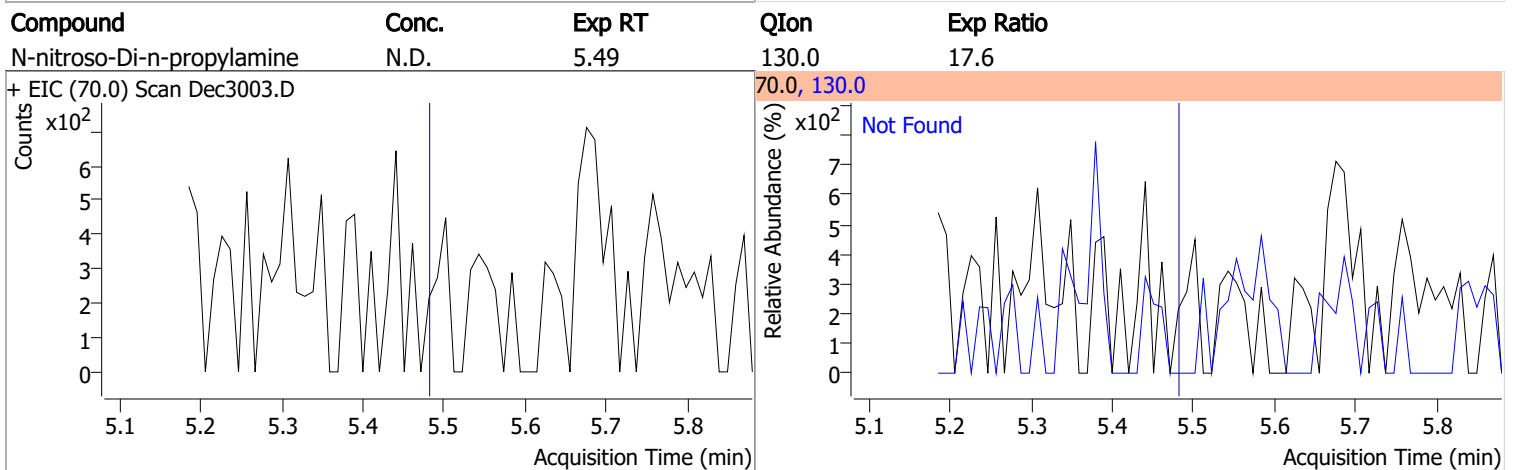 Compound Conc. Exp RT QIon Exp Ratio
N-nitroso-Di-n-propylamine N.D. 5.49 130.0 17.6
+ EIC (70.0) Scan Dec3003.D
Counts
x10²
6
5
4
3
2
1
0
5.1 5.2 5.3 5.4 5.5 5.6 5.7 5.8
Acquisition Time (min)
70.0, 130.0
Relative Abundance (%)
x10²
Not Found
7
6
5
4
3
2
1
0
5.1 5.2 5.3 5.4 5.5 5.6 5.7 5.8
Acquisition Time (min)